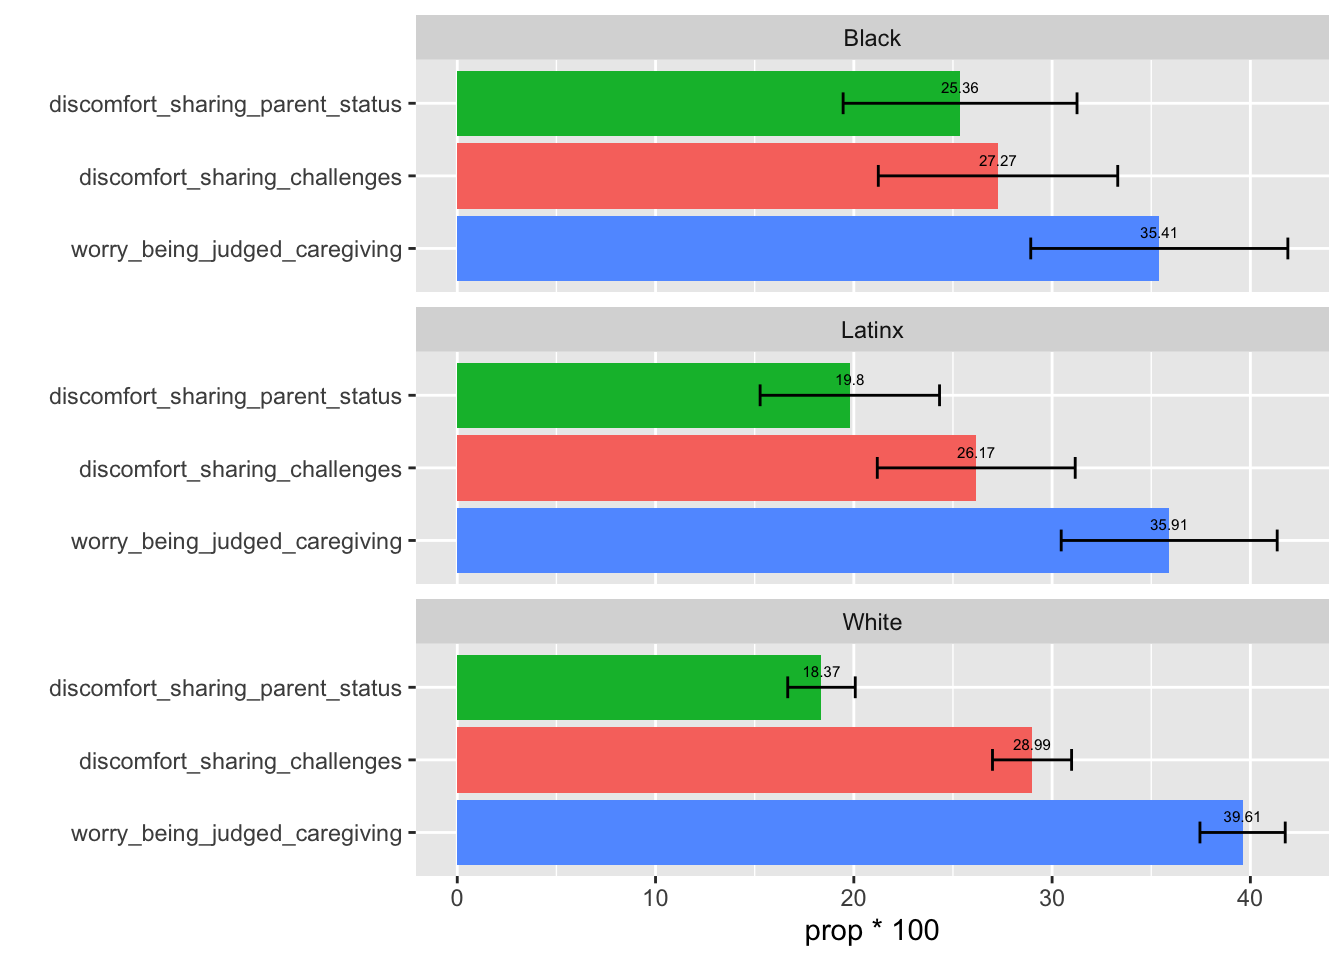 Black
discomfort_sharing_parent_status
25.36
discomfort_sharing_challenges
27.27
worry_being_judged_caregiving
35.41
Latinx
discomfort_sharing_parent_status
19.8
discomfort_sharing_challenges
26.17
worry_being_judged_caregiving
35.91
White
discomfort_sharing_parent_status
18.37
discomfort_sharing_challenges
28.99
worry_being_judged_caregiving
39.61
0 10 20 30 40
prop * 100